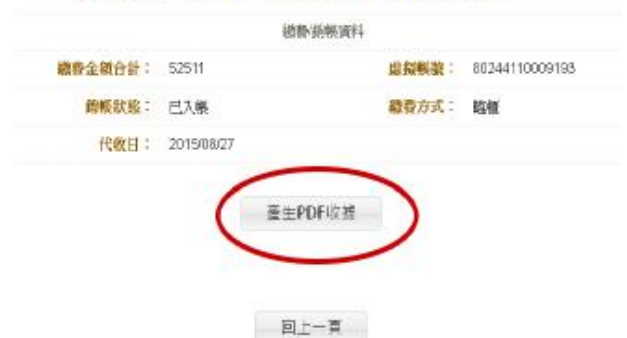 繳費銷帳資料
繳費金額合計： 52511 虛擬帳號： 80244110009193
銷帳狀態： 已入帳 繳費方式： 臨櫃
代收日： 2015/08/27
產生PDF收據
回上一頁